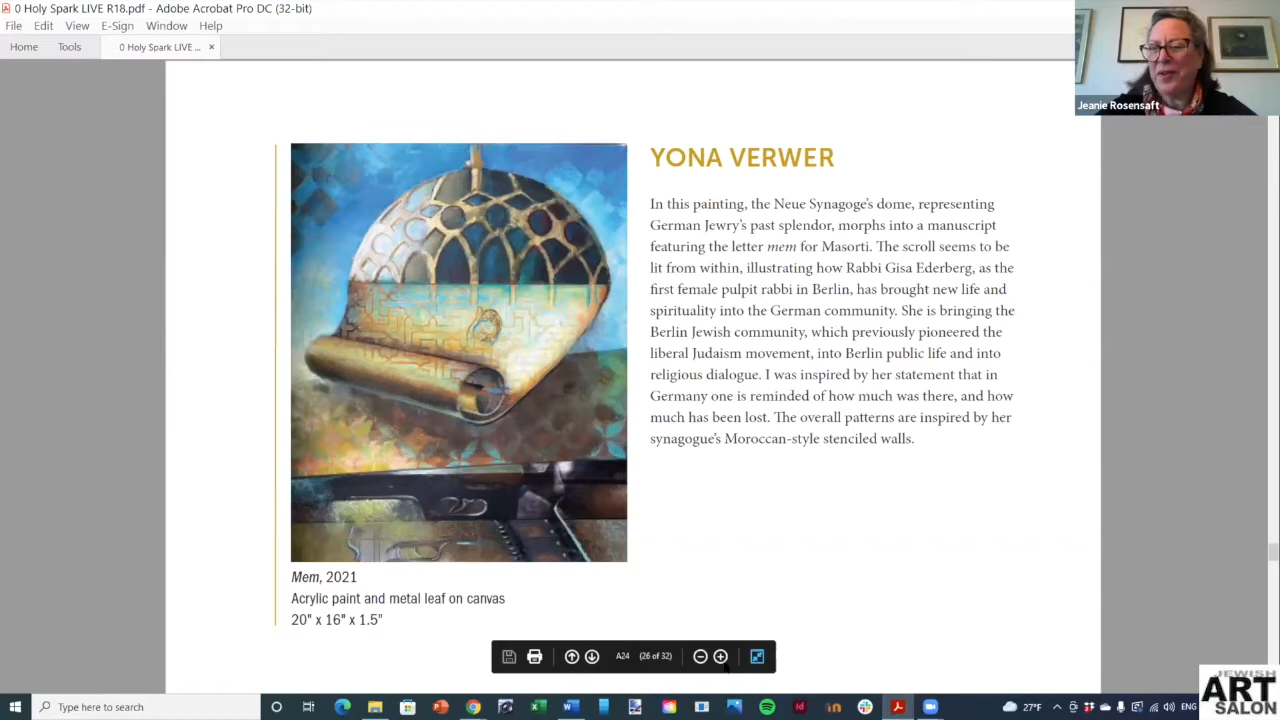 0 Holy Spark LIVE R18.pdf - Adobe Acrobat Pro DC (32-bit)
File Edit View E-Sign Window Help
Home Tools 0 Holy Spark LIVE ... ×
Jeanie Rosensaft
YONA VERWER
In this painting, the Neue Synagoge's dome, representing
German Jewry's past splendor, morphs into a manuscript
featuring the letter mem for Masorti. The scroll seems to be
lit from within, illustrating how Rabbi Gisa Ederberg, as the
first female pulpit rabbi in Berlin, has brought new life and
spirituality into the German community. She is bringing the
Berlin Jewish community, which previously pioneered the
liberal Judaism movement, into Berlin public life and into
religious dialogue. I was inspired by her statement that in
Germany one is reminded of how much was there, and how
much has been lost. The overall patterns are inspired by her
synagogue's Moroccan-style stenciled walls.
Mem, 2021
Acrylic paint and metal leaf on canvas
20" x 16" x 1.5"
A24 (26 of 32)
Type here to search
27°F
ENG
JEWISH
ART
SALON